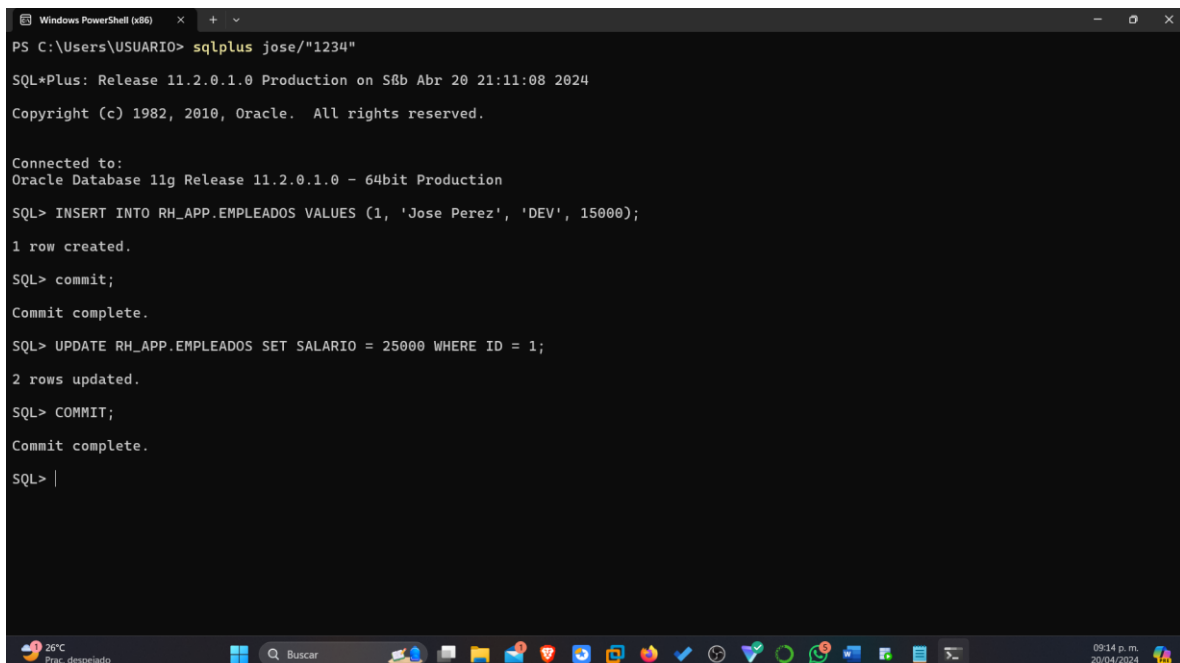 Windows PowerShell (x86)
PS C:\Users\USUARIO> sqlplus jose/"1234"
SQL*Plus: Release 11.2.0.1.0 Production on Sßb Abr 20 21:11:08 2024
Copyright (c) 1982, 2010, Oracle.  All rights reserved.
Connected to:
Oracle Database 11g Release 11.2.0.1.0 - 64bit Production
SQL> INSERT INTO RH_APP.EMPLEADOS VALUES (1, 'Jose Perez', 'DEV', 15000);
1 row created.
SQL> commit;
Commit complete.
SQL> UPDATE RH_APP.EMPLEADOS SET SALARIO = 25000 WHERE ID = 1;
2 rows updated.
SQL> COMMIT;
Commit complete.
SQL>
1
26°C
Prac. despejado
Buscar
5
09:14 p. m.
20/04/2024